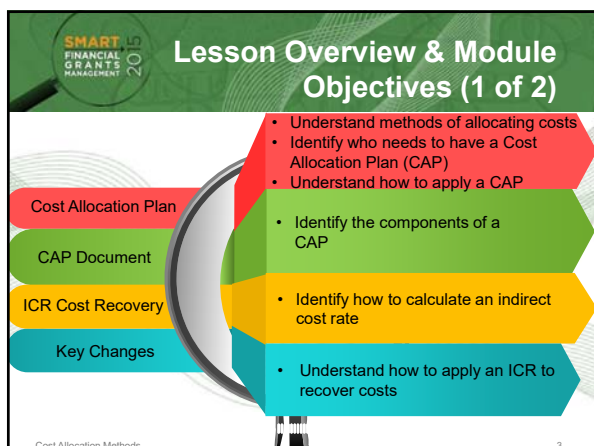 SMART
FINANCIAL
GRANTS
MANAGEMENT
2015
Lesson Overview & Module
Objectives (1 of 2)
Cost Allocation Plan
• Understand methods of allocating costs
• Identify who needs to have a Cost
Allocation Plan (CAP)
• Understand how to apply a CAP
CAP Document
• Identify the components of a
CAP
ICR Cost Recovery
• Identify how to calculate an indirect
cost rate
Key Changes
• Understand how to apply an ICR to
recover costs
Cost Allocation Methods
3